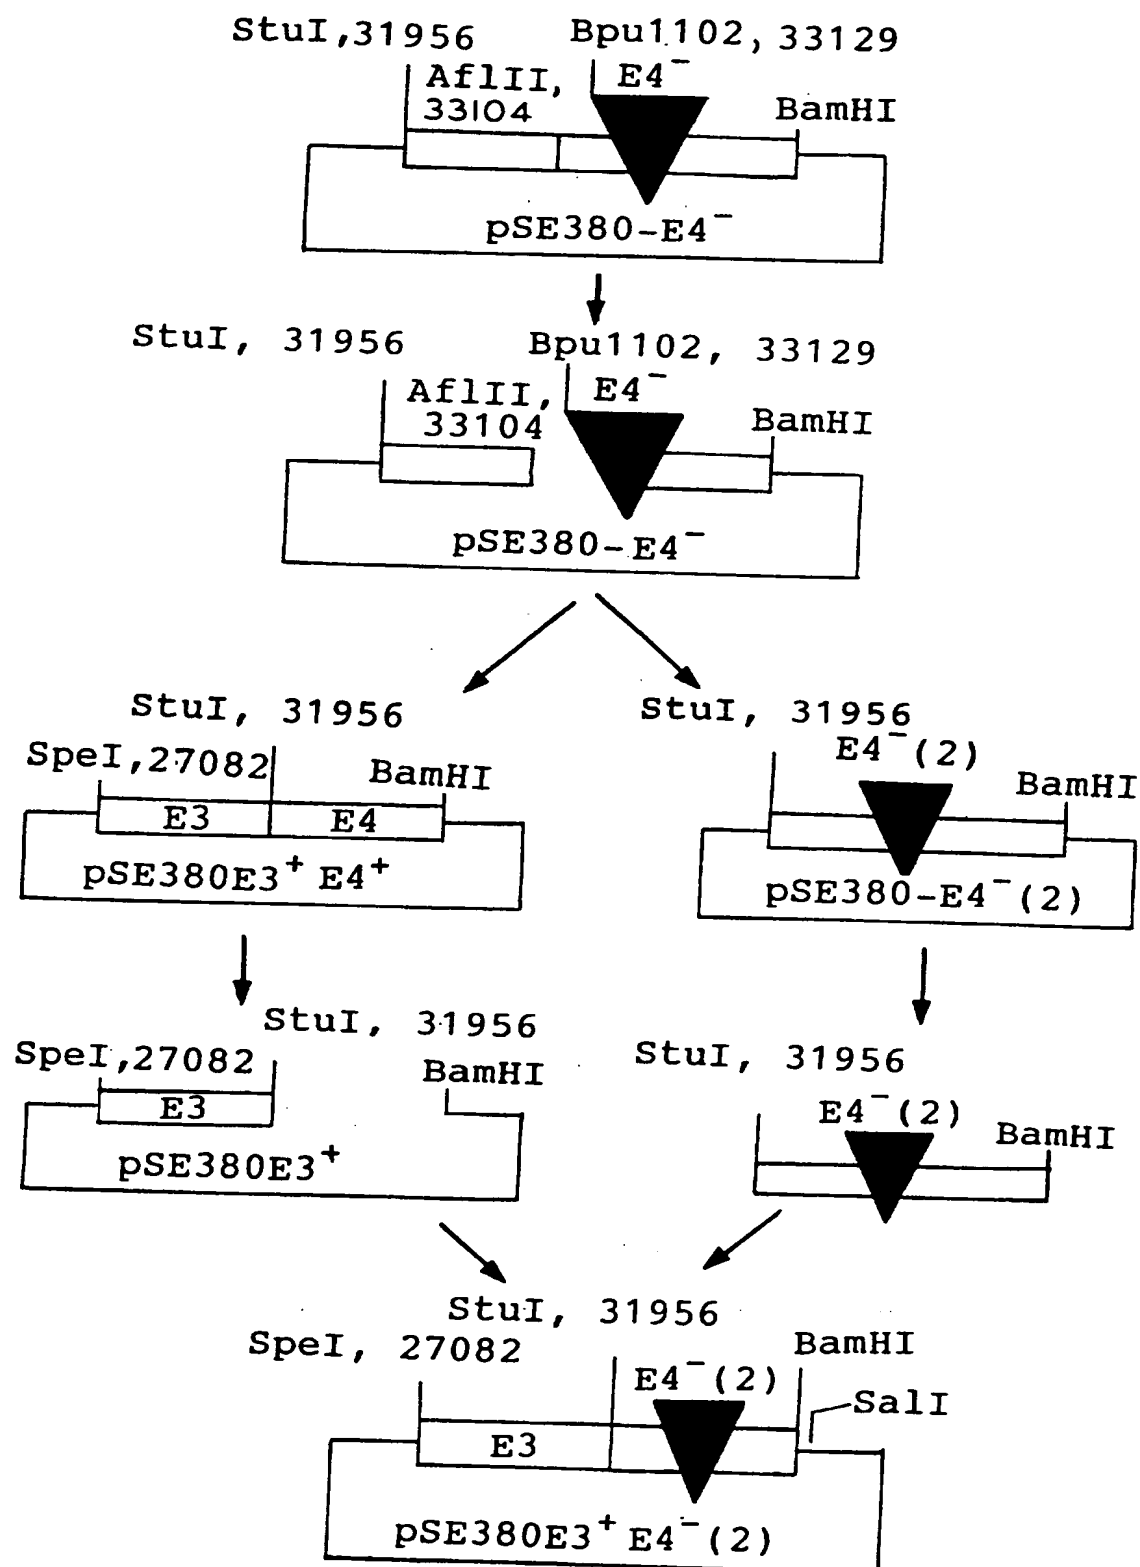 StuI,31956 Bpu1102,33129
AflII, E4⁻
33104 BamHI
pSE380-E4⁻
StuI, 31956 Bpu1102, 33129
AflII, E4⁻
33104 BamHI
pSE380-E4⁻
StuI, 31956
SpeI,27082 BamHI
E3 E4
pSE380E3⁺ E4⁺
StuI, 31956
E4⁻(2)
BamHI
pSE380-E4⁻(2)
StuI, 31956
SpeI,27082 BamHI
E3
pSE380E3⁺
StuI, 31956
E4⁻(2)
BamHI
StuI, 31956
SpeI, 27082 BamHI
E4⁻(2)
SalI
E3
pSE380E3⁺ E4⁻(2)